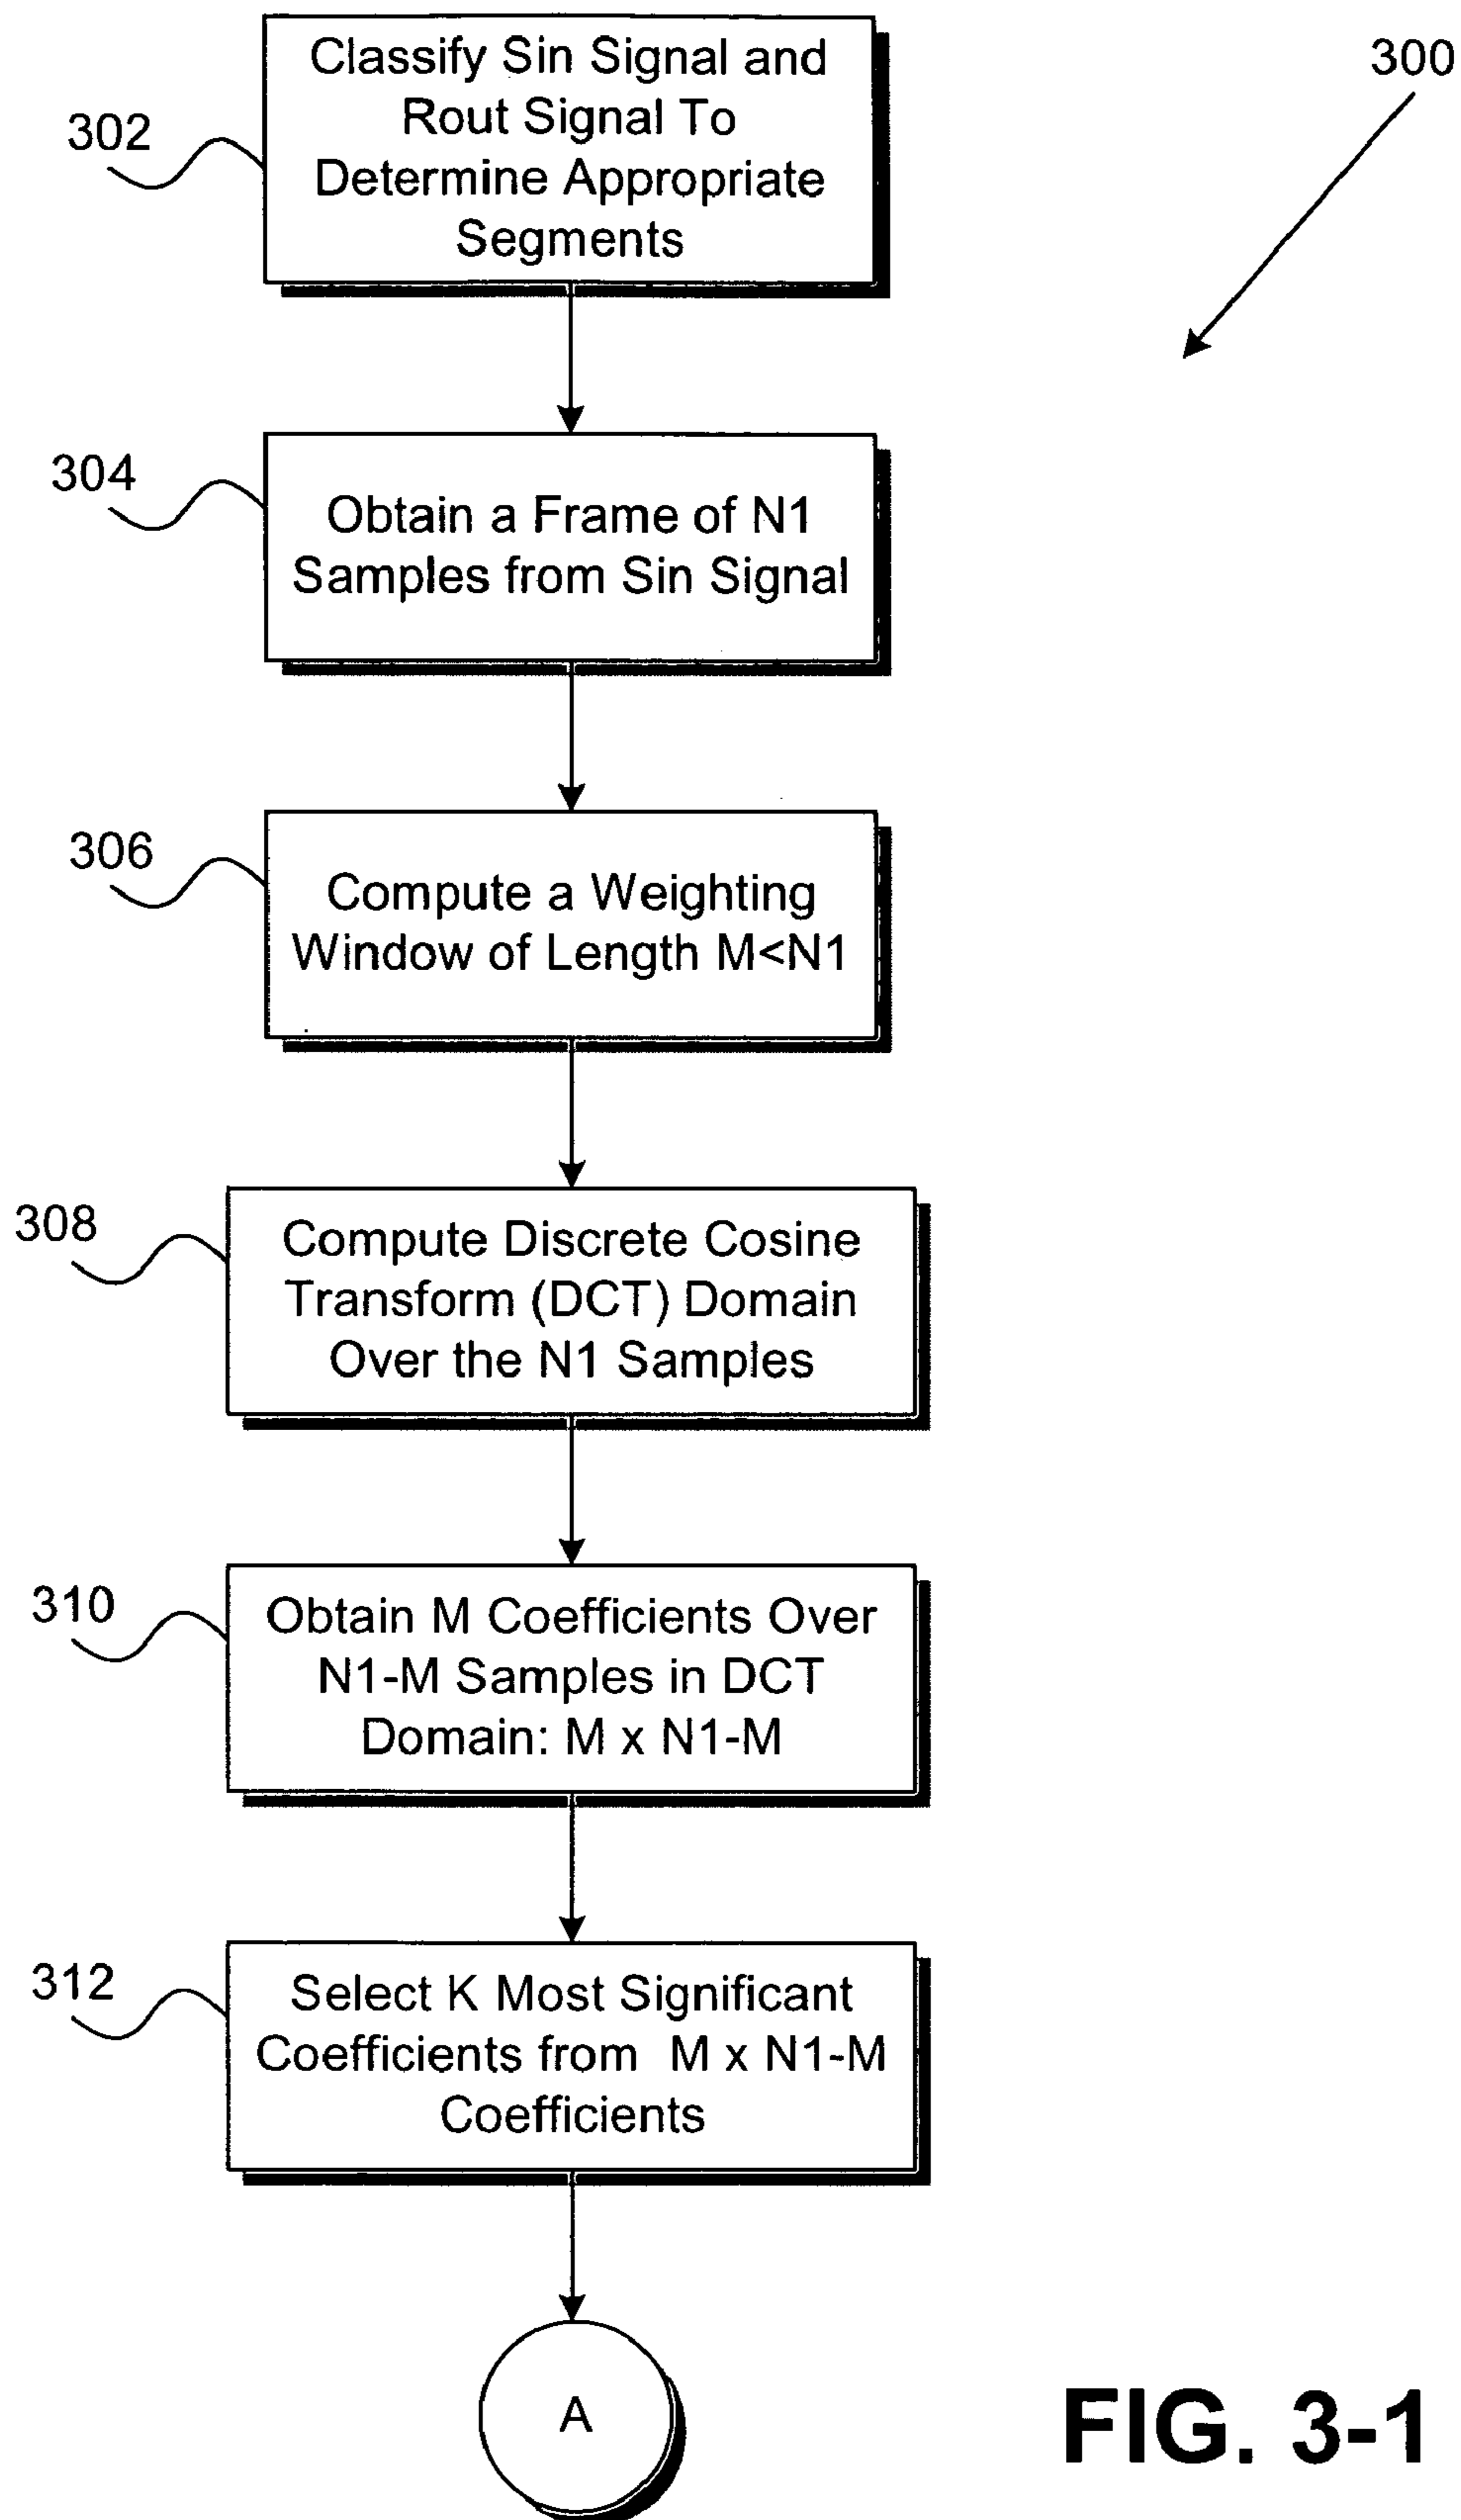 300
302
Classify Sin Signal and
Rout Signal To
Determine Appropriate
Segments
304
Obtain a Frame of N1
Samples from Sin Signal
306
Compute a Weighting
Window of Length M<N1
308
Compute Discrete Cosine
Transform (DCT) Domain
Over the N1 Samples
310
Obtain M Coefficients Over
N1-M Samples in DCT
Domain: M x N1-M
312
Select K Most Significant
Coefficients from M x N1-M
Coefficients
A
FIG. 3-1